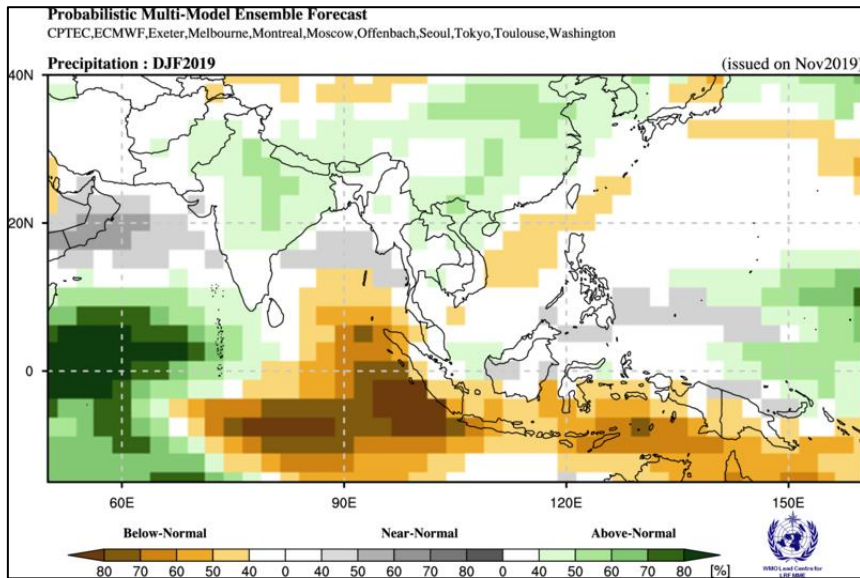 Probabilistic Multi-Model Ensemble Forecast
CPTEC,ECMWF,Exeter,Melbourne,Montreal,Moscow,Offenbach,Seoul,Tokyo,Toulouse,Washington
Precipitation : DJF2019 (issued on Nov2019)
40N
20N
0
60E 90E 120E 150E
Below-Normal Near-Normal Above-Normal
80 70 60 50 40 0 40 50 60 70 80 0 40 50 60 70 80 [%]
WMO Lead Centre for
LRFMME